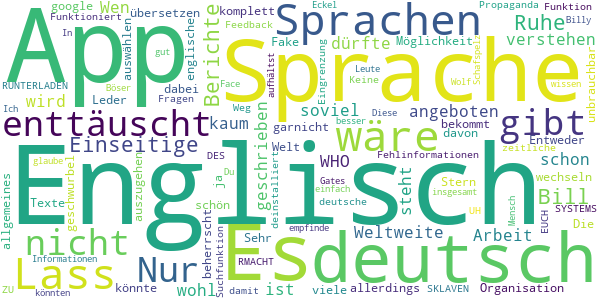 google Wen übersetzen komplett Eckel Propaganda Funktion
Funktioniert Feedback Billy
In App auswählen englische Berichte Sprachen Ruhe
gut Fake dürfte Möglichkeit verstehen
RUNTERLADEN Böser dabei Face aufhältst Eingrenzung Leute Wolf Schafspelz wissen unbrauchbar
wird Leder Fragen Weg Sprache Keine Diese
Ich enttäuscht kaum soviel angeboten gibt
Einseitige geschrieben garnicht wäre bekommt besser davon Entweder
allgemeines geschwurbel auszugehen DES ja Er Welt WHO Fehlinformationen zeitliche
glaube Englisch deinstalliert Gates steht schon
Texte schön einfach deutsche Stern wechseln Bill
nicht beherrscht Suchfunktion Sehr insgesamt Mensch EUCH SYSTEMS
Informationen RMACHT empfinde Weltweite UH Arbeit Die
Lass Nur Es deutsch
ZU könnten könnte wohl damit ist viele allerdings SKLAVEN Organisation